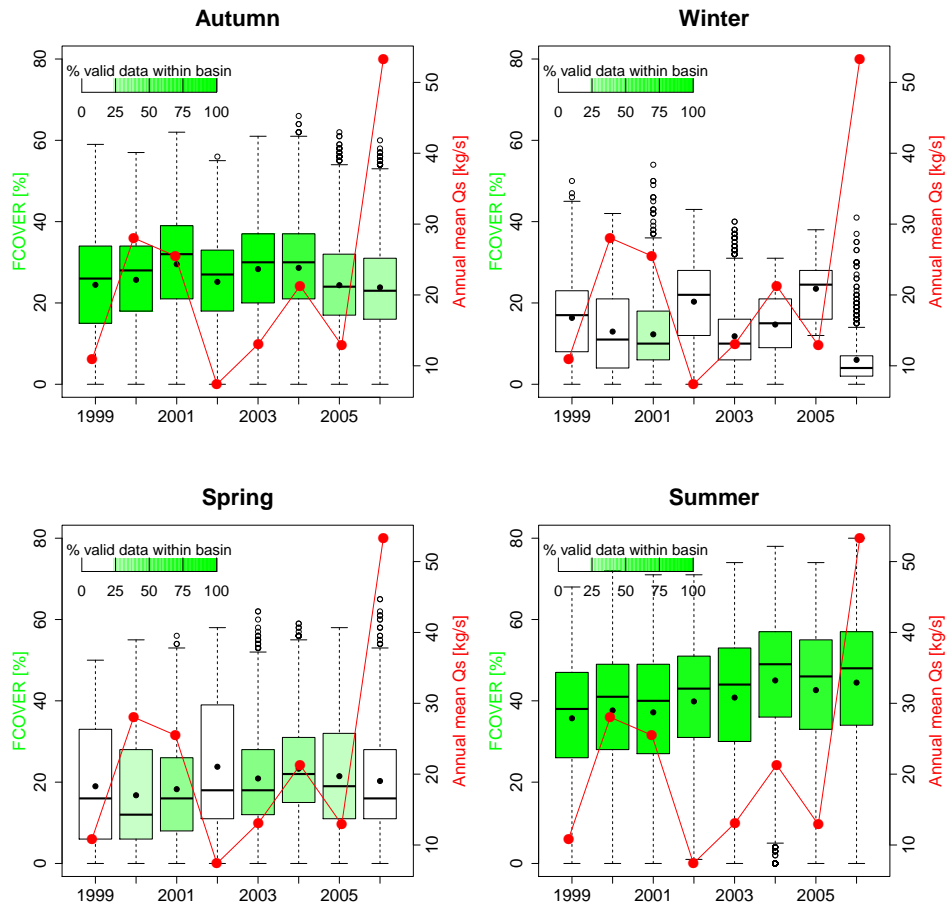 Autumn
% valid data within basin
0 25 50 75 100
FCOVER [%]
0 20 40 60 80
1999 2001 2003 2005
10 20 30 40 50
Annual mean Qs [kg/s]
Winter
% valid data within basin
0 25 50 75 100
FCOVER [%]
0 20 40 60 80
1999 2001 2003 2005
10 20 30 40 50
Annual mean Qs [kg/s]
Spring
% valid data within basin
0 25 50 75 100
FCOVER [%]
0 20 40 60 80
1999 2001 2003 2005
10 20 30 40 50
Annual mean Qs [kg/s]
Summer
% valid data within basin
0 25 50 75 100
FCOVER [%]
0 20 40 60 80
1999 2001 2003 2005
10 20 30 40 50
Annual mean Qs [kg/s]